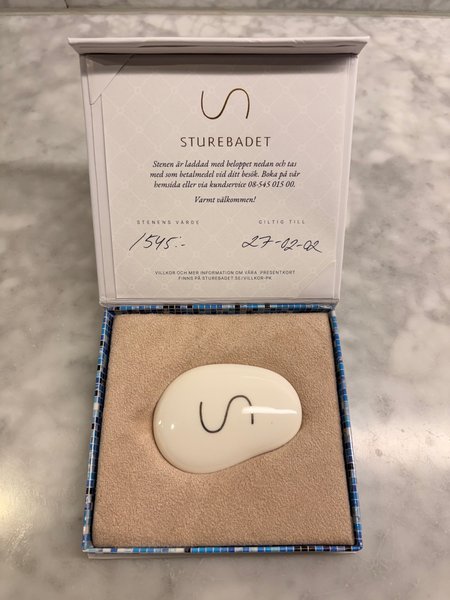 STUREBADET
Stenen är laddad med beloppet nedan och tas
med som betalmedel vid ditt besök. Boka på vår
hemsida eller via kundservice 08-545 015 00.
Varmt välkommen!
STENENS VÄRDE GILTIG TILL
1545:- 27-02-02
VILLKOR OCH MER INFORMATION OM VÅRA PRESENTKORT
FINNS PÅ STUREBADET.SE/VILLKOR-PK